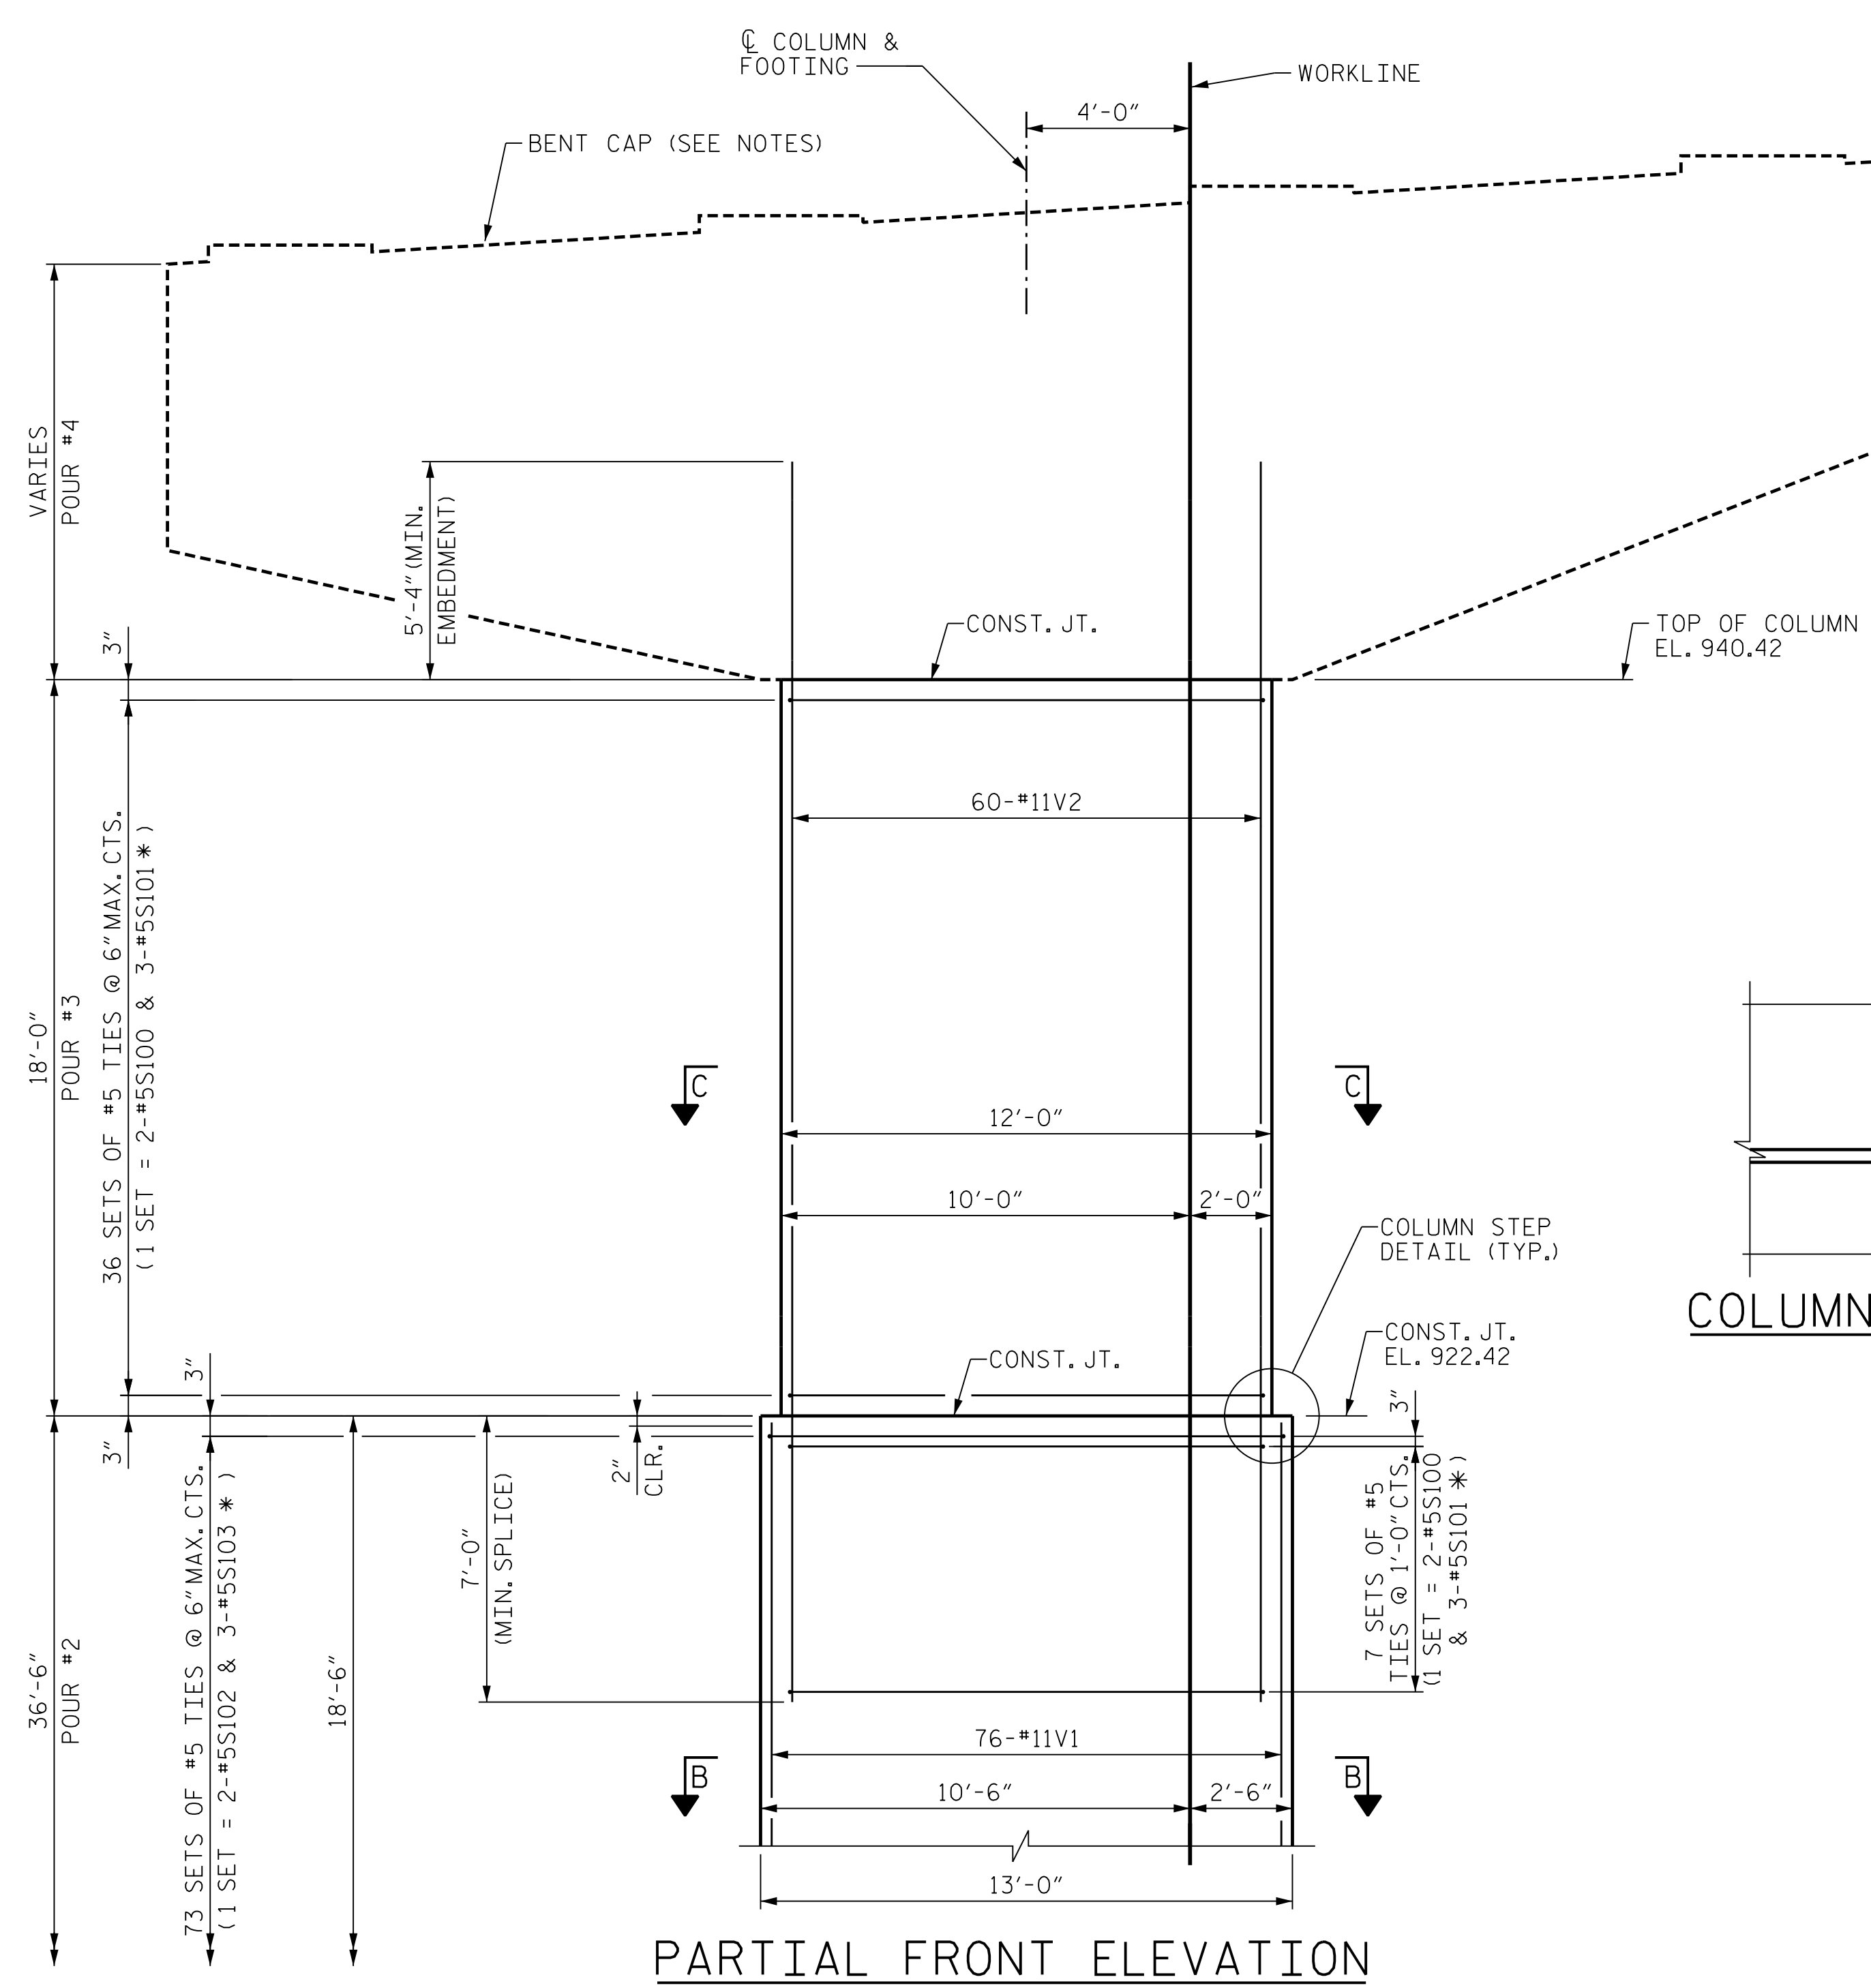 ℄ COLUMN &
FOOTING
WORKLINE
4'-0"
BENT CAP (SEE NOTES)
VARIES
POUR #4
5'-4" (MIN.
EMBEDMENT)
3"
CONST. JT.
TOP OF COLUMN
EL. 940.42
60-#11V2
18'-0"
POUR #3
36 SETS OF #5 TIES @ 6" MAX. CTS.
( 1 SET = 2-#5S100 & 3-#5S101 * )
C
C
12'-0"
10'-0"
2'-0"
COLUMN STEP
DETAIL (TYP.)
COLUMN
CONST. JT.
EL. 922.42
CONST. JT.
3"
3"
3"
2"
CLR.
36'-6"
POUR #2
73 SETS OF #5 TIES @ 6" MAX. CTS.
( 1 SET = 2-#5S102 & 3-#5S103 * )
18'-6"
7'-0"
(MIN. SPLICE)
7 SETS OF #5
TIES @ 1'-0" CTS.
(1 SET = 2-#5S100
& 3-#5S101 *)
76-#11V1
B
B
10'-6"
2'-6"
13'-0"
PARTIAL FRONT ELEVATION